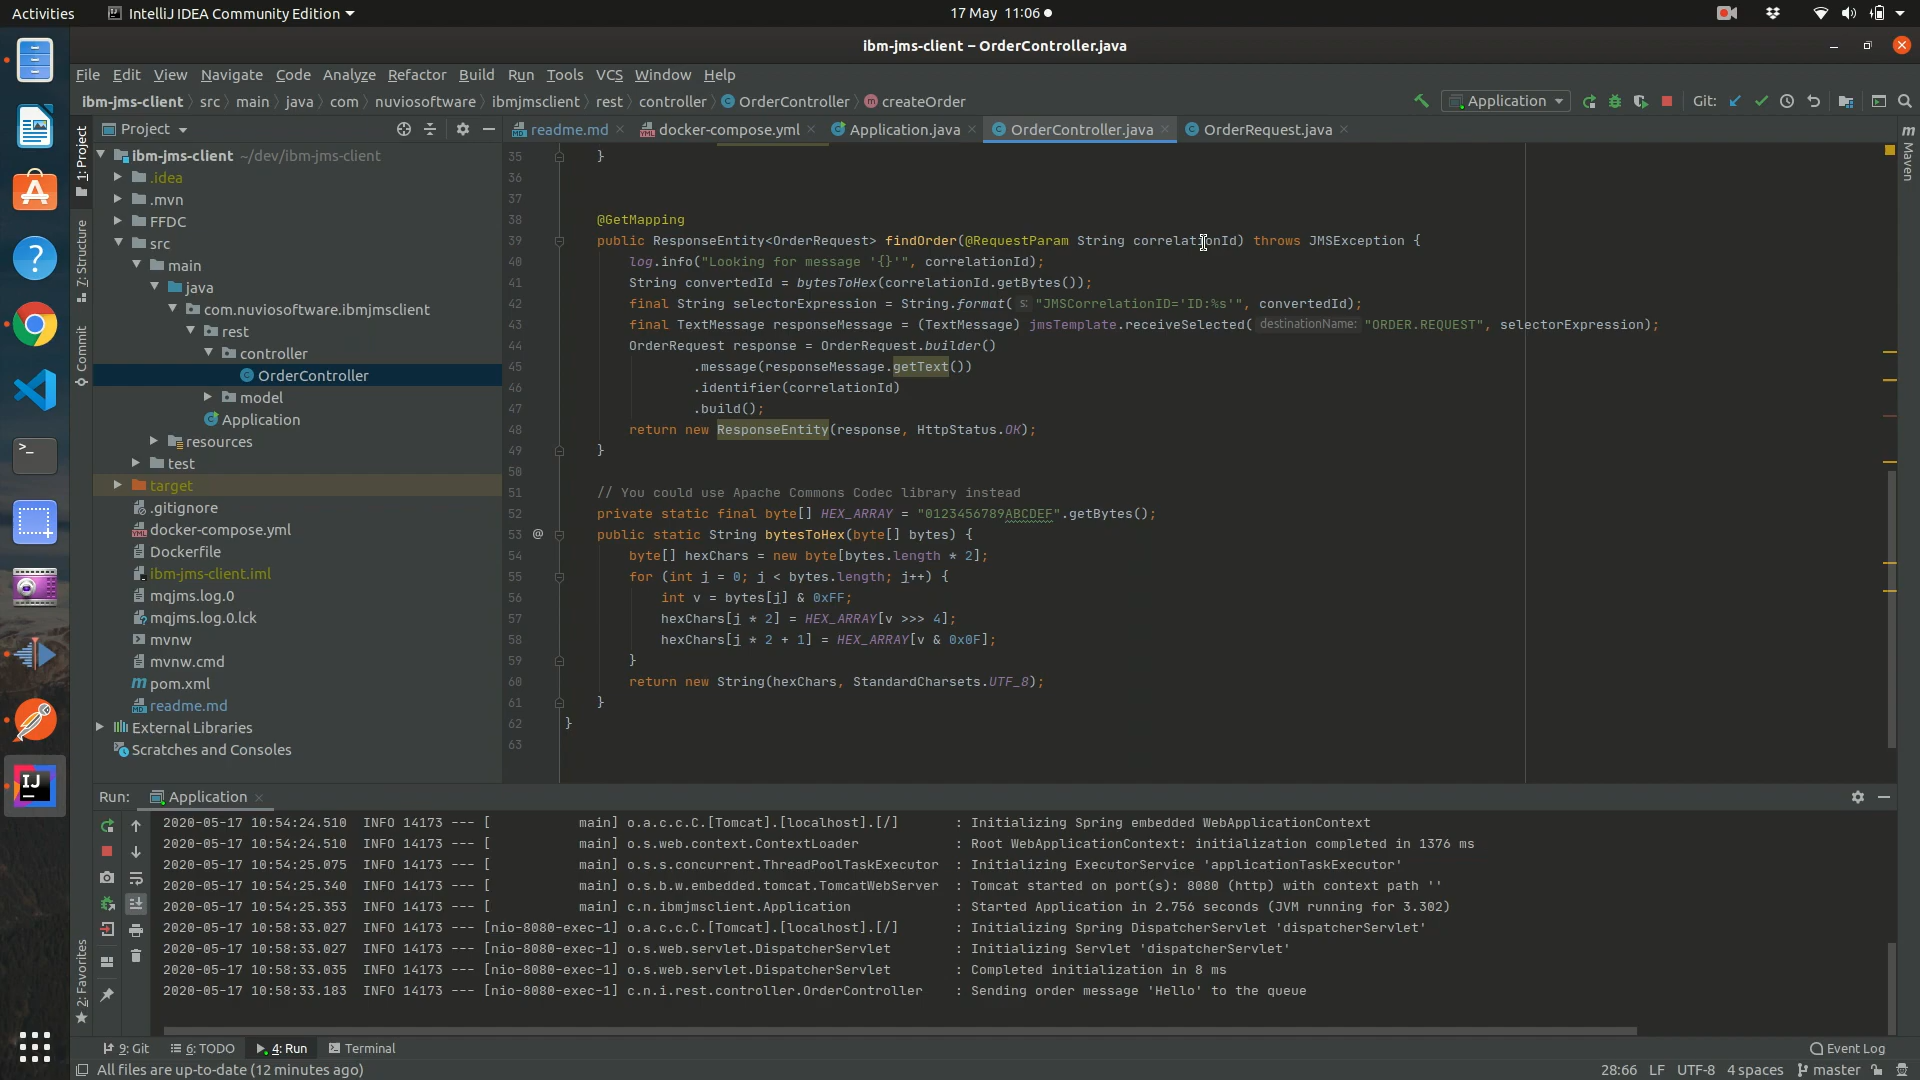 Activities IntelliJ IDEA Community Edition 17 May 11:06
ibm-jms-client – OrderController.java
File Edit View Navigate Code Analyze Refactor Build Run Tools VCS Window Help
ibm-jms-client src main java com nuviosoftware ibmjmsclient rest controller OrderController createOrder Application Git:
Project readme.md docker-compose.yml Application.java OrderController.java OrderRequest.java
1: Project
Z: Structure
Commit
2: Favorites
Maven
ibm-jms-client ~/dev/ibm-jms-client
.idea
.mvn
FFDC
src
main
java
com.nuviosoftware.ibmjmsclient
rest
controller
OrderController
model
Application
resources
test
target
.gitignore
docker-compose.yml
Dockerfile
ibm-jms-client.iml
mqjms.log.0
mqjms.log.0.lck
mvnw
mvnw.cmd
pom.xml
readme.md
External Libraries
Scratches and Consoles
35 }
36
37
38 @GetMapping
39 public ResponseEntity<OrderRequest> findOrder(@RequestParam String correlationId) throws JMSException {
40 log.info("Looking for message '{}'", correlationId);
41 String convertedId = bytesToHex(correlationId.getBytes());
42 final String selectorExpression = String.format( s: "JMSCorrelationID='ID:%s'", convertedId);
43 final TextMessage responseMessage = (TextMessage) jmsTemplate.receiveSelected( destinationName: "ORDER.REQUEST", selectorExpression);
44 OrderRequest response = OrderRequest.builder()
45 .message(responseMessage.getText())
46 .identifier(correlationId)
47 .build();
48 return new ResponseEntity(response, HttpStatus.OK);
49 }
50
51 // You could use Apache Commons Codec library instead
52 private static final byte[] HEX_ARRAY = "0123456789ABCDEF".getBytes();
53 @ public static String bytesToHex(byte[] bytes) {
54 byte[] hexChars = new byte[bytes.length * 2];
55 for (int j = 0; j < bytes.length; j++) {
56 int v = bytes[j] & 0xFF;
57 hexChars[j * 2] = HEX_ARRAY[v >>> 4];
58 hexChars[j * 2 + 1] = HEX_ARRAY[v & 0x0F];
59 }
60 return new String(hexChars, StandardCharsets.UTF_8);
61 }
62 }
63
Run: Application
2020-05-17 10:54:24.510 INFO 14173 --- [ main] o.a.c.c.C.[Tomcat].[localhost].[/] : Initializing Spring embedded WebApplicationContext
2020-05-17 10:54:24.510 INFO 14173 --- [ main] o.s.web.context.ContextLoader : Root WebApplicationContext: initialization completed in 1376 ms
2020-05-17 10:54:25.075 INFO 14173 --- [ main] o.s.s.concurrent.ThreadPoolTaskExecutor : Initializing ExecutorService 'applicationTaskExecutor'
2020-05-17 10:54:25.340 INFO 14173 --- [ main] o.s.b.w.embedded.tomcat.TomcatWebServer : Tomcat started on port(s): 8080 (http) with context path ''
2020-05-17 10:54:25.353 INFO 14173 --- [ main] c.n.ibmjmsclient.Application : Started Application in 2.756 seconds (JVM running for 3.302)
2020-05-17 10:58:33.027 INFO 14173 --- [nio-8080-exec-1] o.a.c.c.C.[Tomcat].[localhost].[/] : Initializing Spring DispatcherServlet 'dispatcherServlet'
2020-05-17 10:58:33.027 INFO 14173 --- [nio-8080-exec-1] o.s.web.servlet.DispatcherServlet : Initializing Servlet 'dispatcherServlet'
2020-05-17 10:58:33.035 INFO 14173 --- [nio-8080-exec-1] o.s.web.servlet.DispatcherServlet : Completed initialization in 8 ms
2020-05-17 10:58:33.183 INFO 14173 --- [nio-8080-exec-1] c.n.i.rest.controller.OrderController : Sending order message 'Hello' to the queue
9: Git 6: TODO 4: Run Terminal Event Log
All files are up-to-date (12 minutes ago) 28:66 LF UTF-8 4 spaces master